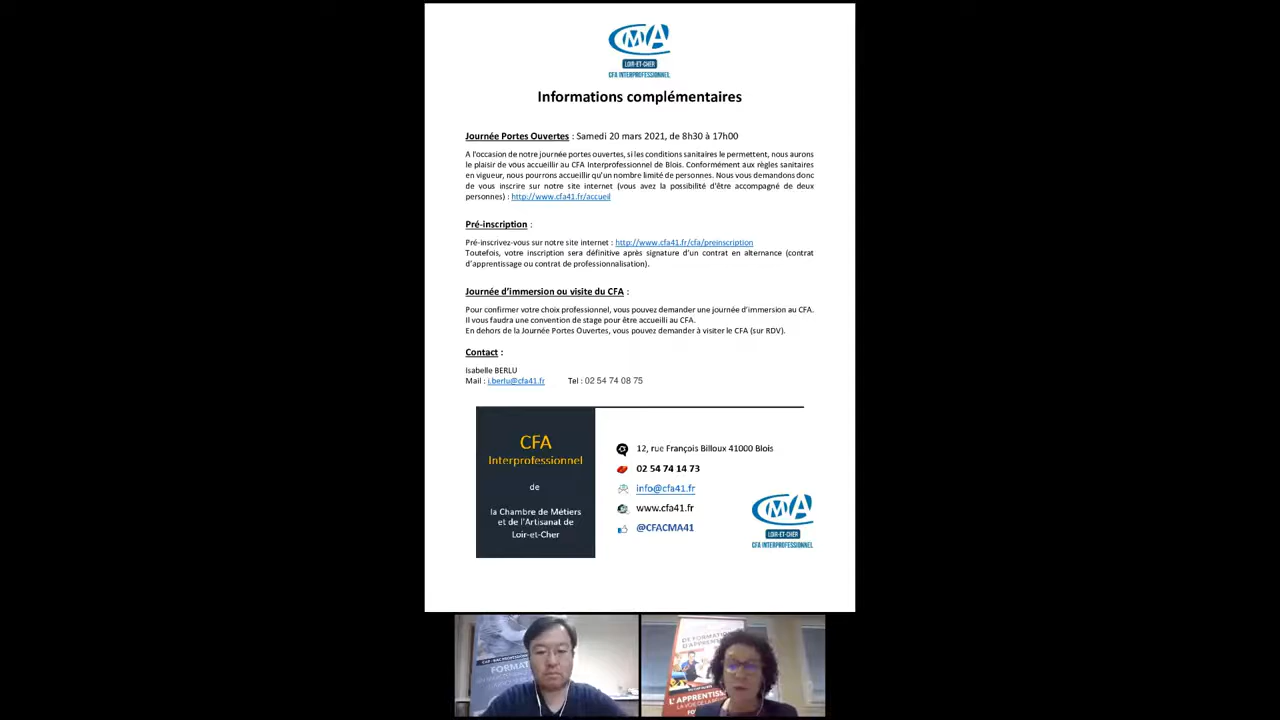 CMA
LOIR-ET-CHER
CFA INTERPROFESSIONNEL
Informations complémentaires
Journée Portes Ouvertes : Samedi 20 mars 2021, de 8h30 à 17h00
A l'occasion de notre journée portes ouvertes, si les conditions sanitaires le permettent, nous aurons
le plaisir de vous accueillir au CFA Interprofessionnel de Blois. Conformément aux règles sanitaires
en vigueur, nous pourrons accueillir qu'un nombre limité de personnes. Nous vous demandons donc
de vous inscrire sur notre site internet (vous avez la possibilité d'être accompagné de deux
personnes) : http://www.cfa41.fr/accueil
Pré-inscription :
Pré-inscrivez-vous sur notre site internet : http://www.cfa41.fr/cfa/preinscription
Toutefois, votre inscription sera définitive après signature d'un contrat en alternance (contrat
d'apprentissage ou contrat de professionnalisation).
Journée d'immersion ou visite du CFA :
Pour confirmer votre choix professionnel, vous pouvez demander une journée d'immersion au CFA.
Il vous faudra une convention de stage pour être accueilli au CFA.
En dehors de la Journée Portes Ouvertes, vous pouvez demander à visiter le CFA (sur RDV).
Contact :
Isabelle BERLU
Mail : i.berlu@cfa41.fr Tel : 02 54 74 08 75
CFA
Interprofessionnel
de
la Chambre de Métiers
et de l'Artisanal de
Loir-et-Cher
12, rue François Billoux 41000 Blois
02 54 74 14 73
info@cfa41.fr
www.cfa41.fr
@CFACMA41
CMA
LOIR-ET-CHER
CFA INTERPROFESSIONNEL
FORMAT
DE FORMATION
D'APPREN
L'APPRENTISS